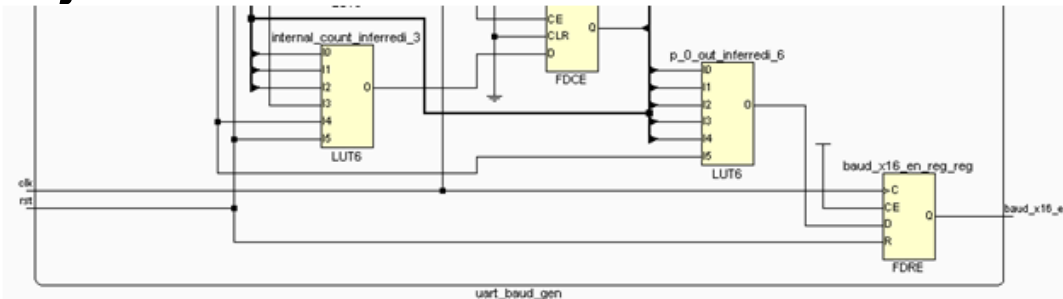 CE
CLR
D
Q
FDCE
internal_count_inferredi_3
I0
I1
I2
I3
I4
I5
O
LUT6
p_0_out_inferredi_6
I0
I1
I2
I3
I4
I5
O
LUT6
clk
rst
baud_x16_en_reg_reg
C
CE
D
R
Q
FDRE
baud_x16_e
uart_baud_gen